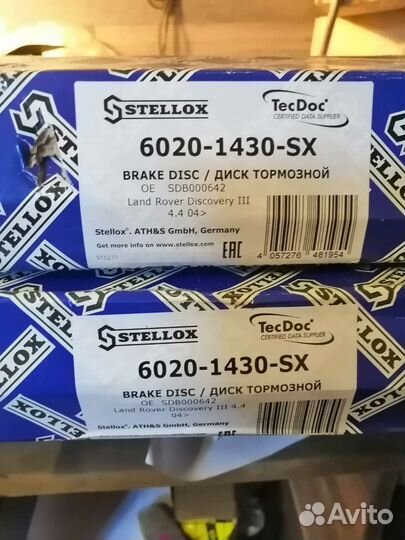 STELLOX
TecDoc
CERTIFIED DATA SUPPLIER
6020-1430-SX
BRAKE DISC / ДИСК ТОРМОЗНОЙ
OE SDB000642
Land Rover Discovery III
4.4 04>
Stellox®. ATH&S GmbH, Germany
Get more info on www.stellox.com
ST0277
EAC
4 057276 481954
STELLOX
STELLOX
TecDoc
CERTIFIED DATA SUPPLIER
6020-1430-SX
BRAKE DISC / ДИСК ТОРМОЗНОЙ
OE SDB000642
Land Rover Discovery III 4.4
04>
Stellox®. ATH&S GmbH, Germany
STELLOX
Avito